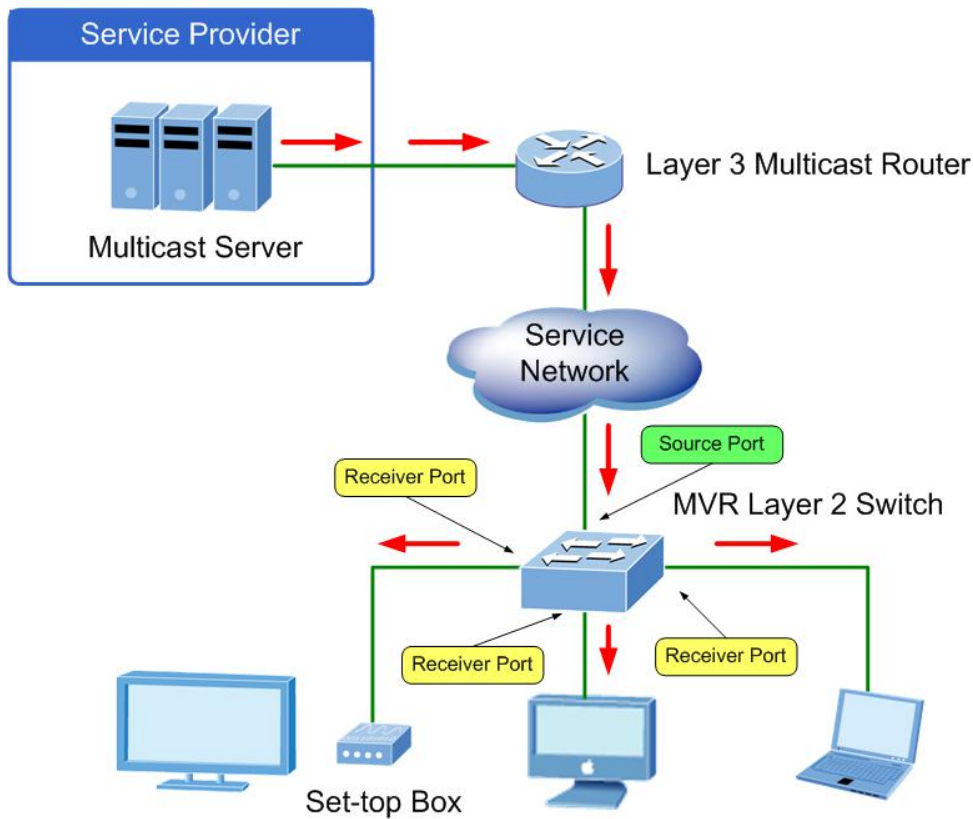 Service Provider
Multicast Server
Layer 3 Multicast Router
Service
Network
Source Port
Receiver Port
MVR Layer 2 Switch
Receiver Port
Receiver Port
Set-top Box